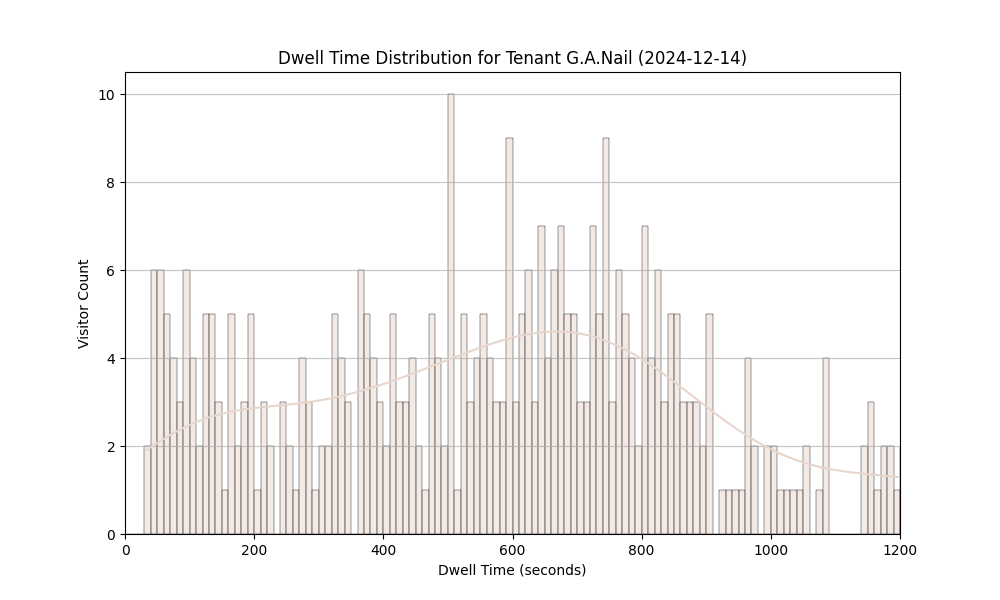 Dwell Time Distribution for Tenant G.A.Nail (2024-12-14)
10
8
6
4
2
0
Visitor Count
0 200 400 600 800 1000 1200
Dwell Time (seconds)